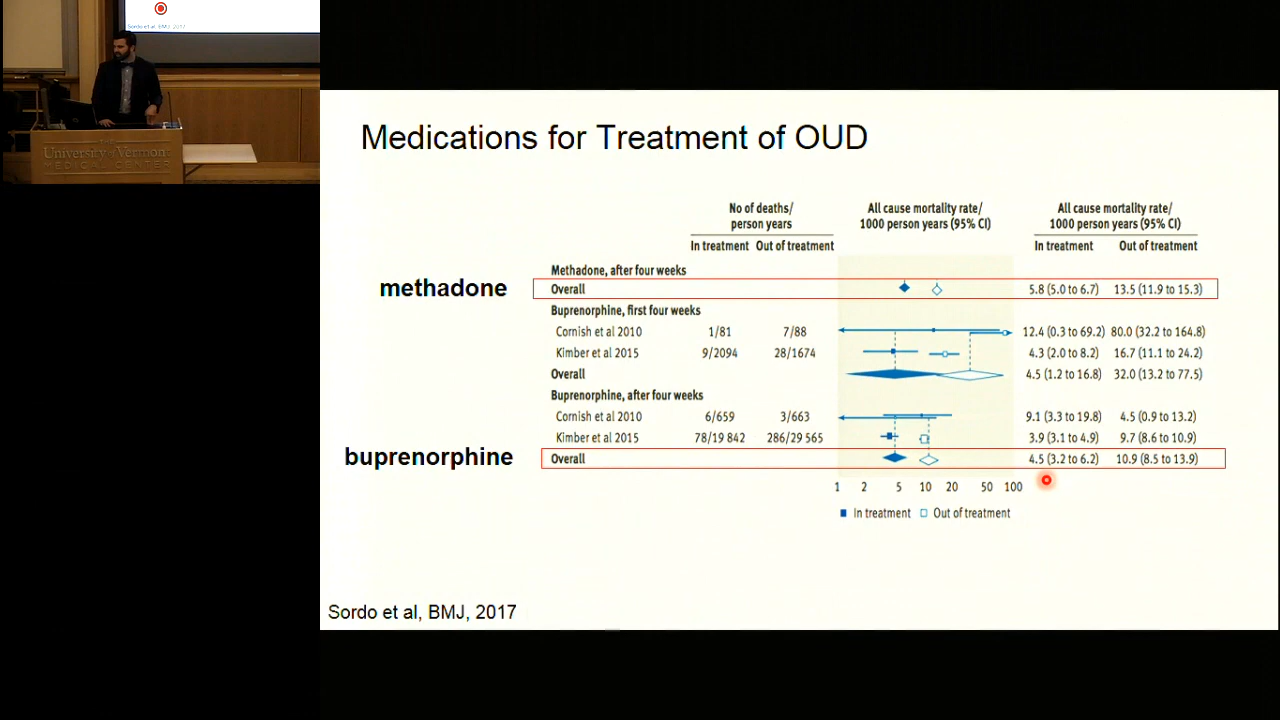 Sordo et al, BMJ, 2017
THE
University of Vermont
MEDICAL CENTER
Medications for Treatment of OUD
No of deaths/
person years
All cause mortality rate/
1000 person years (95% CI)
All cause mortality rate/
1000 person years (95% CI)
In treatment Out of treatment
In treatment Out of treatment
Methadone, after four weeks
methadone
Overall 5.8 (5.0 to 6.7) 13.5 (11.9 to 15.3)
Buprenorphine, first four weeks
Cornish et al 2010 1/81 7/88 12.4 (0.3 to 69.2) 80.0 (32.2 to 164.8)
Kimber et al 2015 9/2094 28/1674 4.3 (2.0 to 8.2) 16.7 (11.1 to 24.2)
Overall 4.5 (1.2 to 16.8) 32.0 (13.2 to 77.5)
Buprenorphine, after four weeks
Cornish et al 2010 6/659 3/663 9.1 (3.3 to 19.8) 4.5 (0.9 to 13.2)
Kimber et al 2015 78/19 842 286/29 565 3.9 (3.1 to 4.9) 9.7 (8.6 to 10.9)
buprenorphine
Overall 4.5 (3.2 to 6.2) 10.9 (8.5 to 13.9)
1 2 5 10 20 50 100
In treatment Out of treatment
Sordo et al, BMJ, 2017